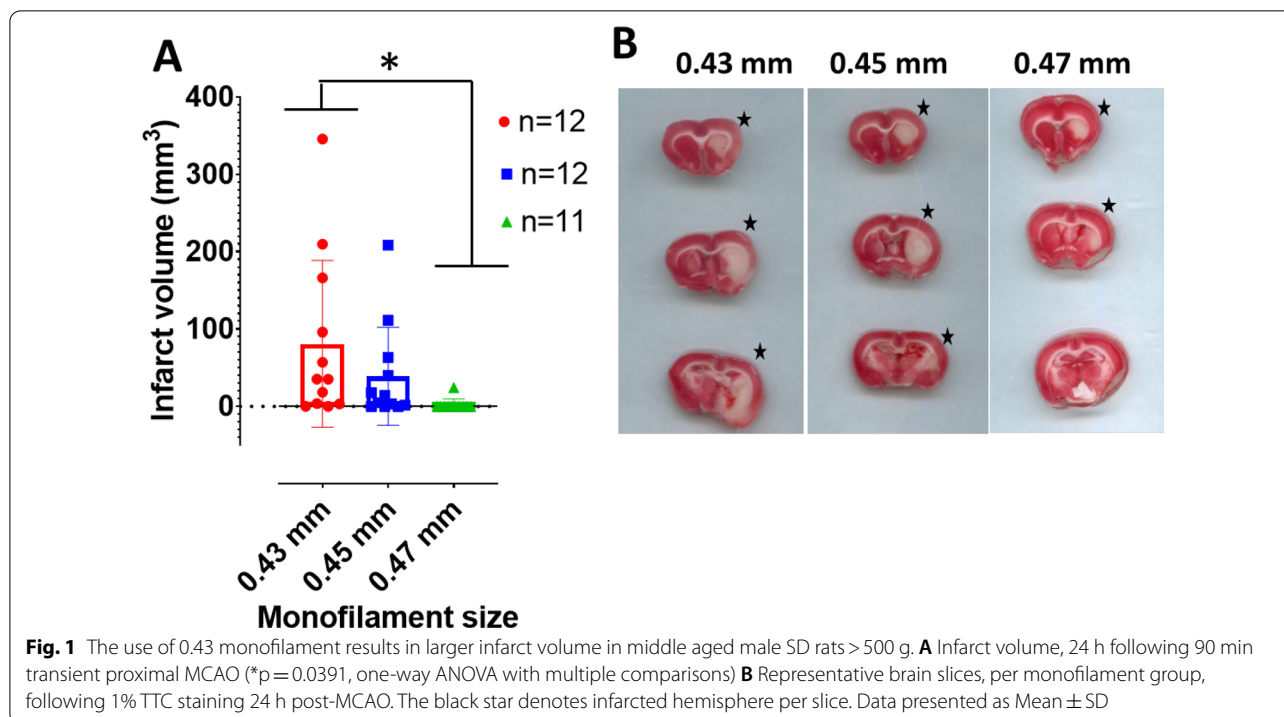 A
*
400
300
200
100
0
Infarct volume (mm³)
n=12
n=12
n=11
0.43 mm
0.45 mm
0.47 mm
Monofilament size
B
0.43 mm
0.45 mm
0.47 mm
Fig. 1 The use of 0.43 monofilament results in larger infarct volume in middle aged male SD rats > 500 g. A Infarct volume, 24 h following 90 min
transient proximal MCAO (*p = 0.0391, one-way ANOVA with multiple comparisons) B Representative brain slices, per monofilament group,
following 1% TTC staining 24 h post-MCAO. The black star denotes infarcted hemisphere per slice. Data presented as Mean ± SD